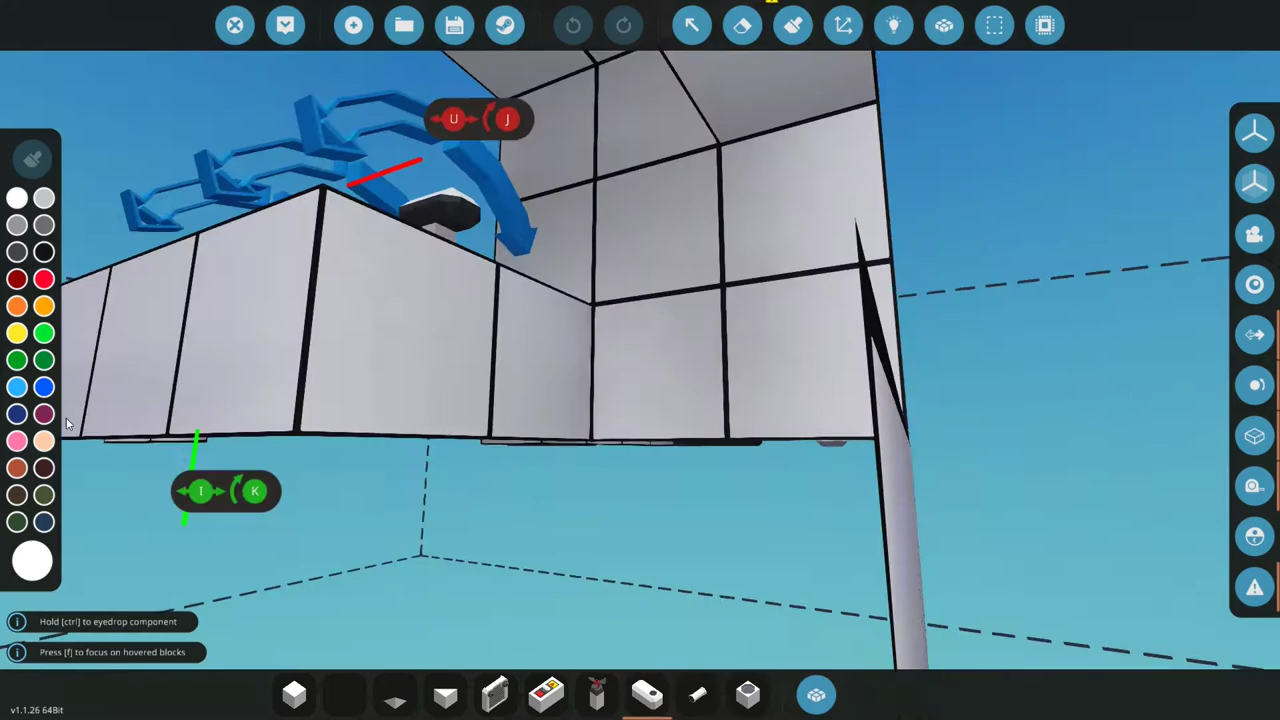 U J
I K
Hold [ctrl] to eyedrop component
Press [f] to focus on hovered blocks
v1.1.26 64Bit